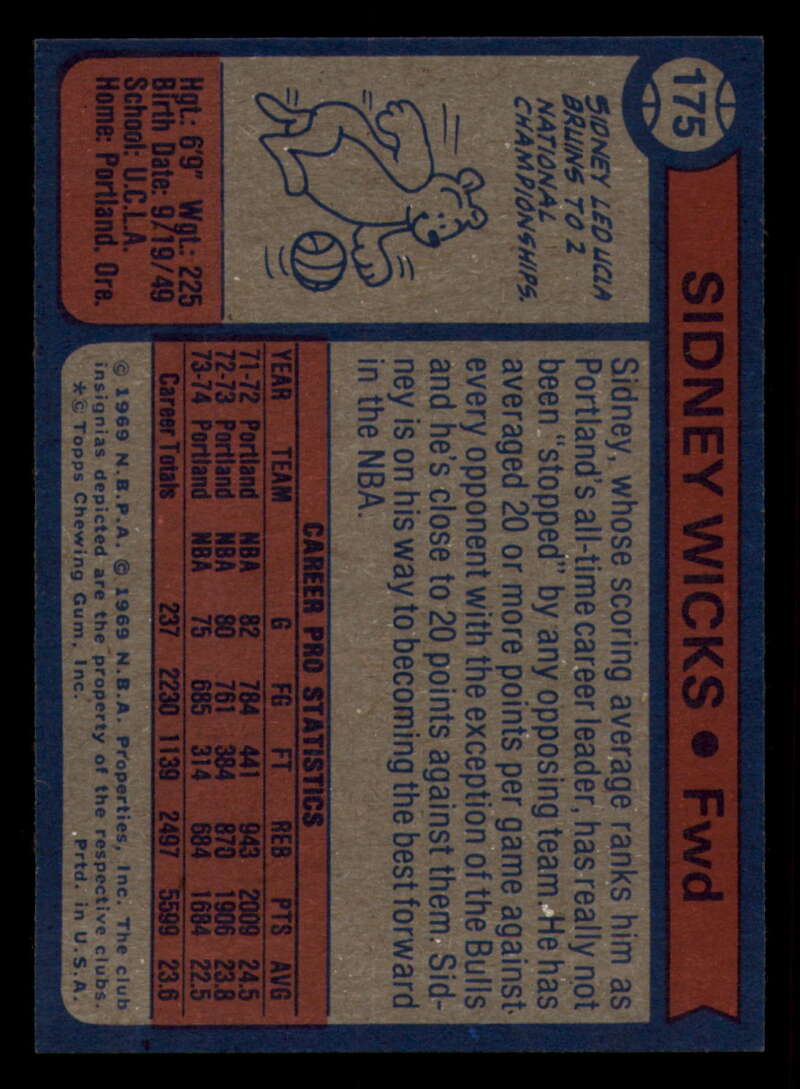 175
SIDNEY WICKS • Fwd
SIDNEY LED UCLA
BRUINS TO 2
NATIONAL
CHAMPIONSHIPS.
Hgt.: 6'9" Wgt.: 225
Birth Date: 9/19/49
School: U.C.L.A.
Home: Portland, Ore.
Sidney, whose scoring average ranks him as
Portland's all-time career leader, has really not
been "stopped" by any opposing team. He has
averaged 20 or more points per game against
every opponent with the exception of the Bulls
and he's close to 20 points against them. Sid-
ney is on his way to becoming the best forward
in the NBA.
CAREER PRO STATISTICS
YEAR TEAM G FG FT REB PTS AVG
71-72 Portland NBA 82 784 441 943 2009 24.5
72-73 Portland NBA 80 761 384 870 1906 23.8
73-74 Portland NBA 75 685 314 684 1684 22.5
Career Totals 237 2230 1139 2497 5599 23.6
© 1969 N.B.P.A. © 1969 N.B.A. Properties, Inc. The club
insignias depicted are the property of the respective clubs.
*© Topps Chewing Gum, Inc. Prtd. in U.S.A.